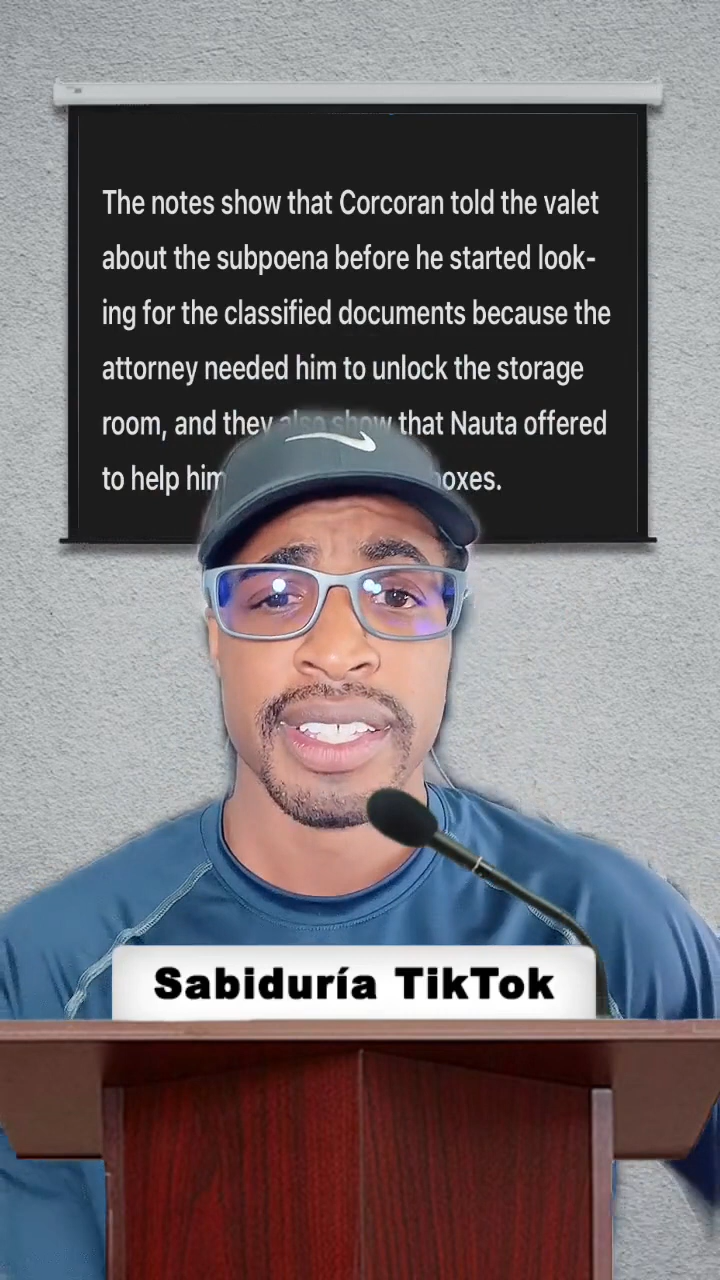 The notes show that Corcoran told the valet
about the subpoena before he started look-
ing for the classified documents because the
attorney needed him to unlock the storage
room, and they also show that Nauta offered
to help him oxes.
Sabiduría TikTok